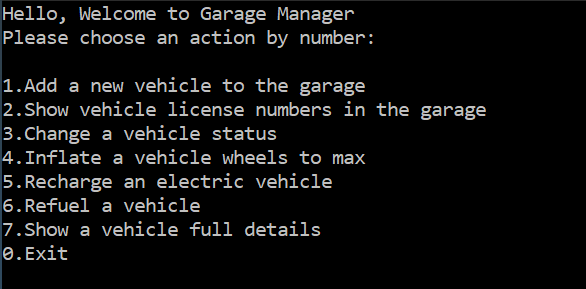 Hello, Welcome to Garage Manager
Please choose an action by number:
1.Add a new vehicle to the garage
2.Show vehicle license numbers in the garage
3.Change a vehicle status
4.Inflate a vehicle wheels to max
5.Recharge an electric vehicle
6.Refuel a vehicle
7.Show a vehicle full details
0.Exit